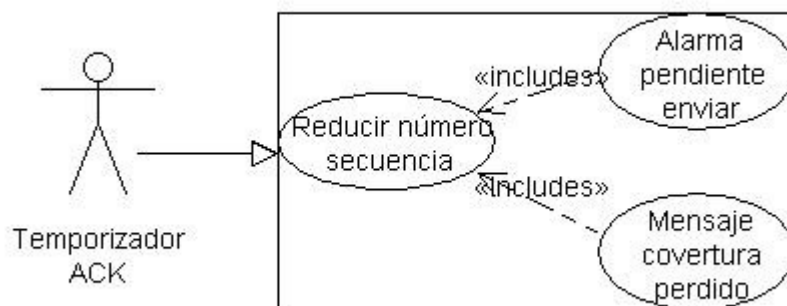 Alarma
pendiente
enviar
«includes»
Reducir número
secuencia
«includes»
Mensaje
covertura
perdido
Temporizador
ACK